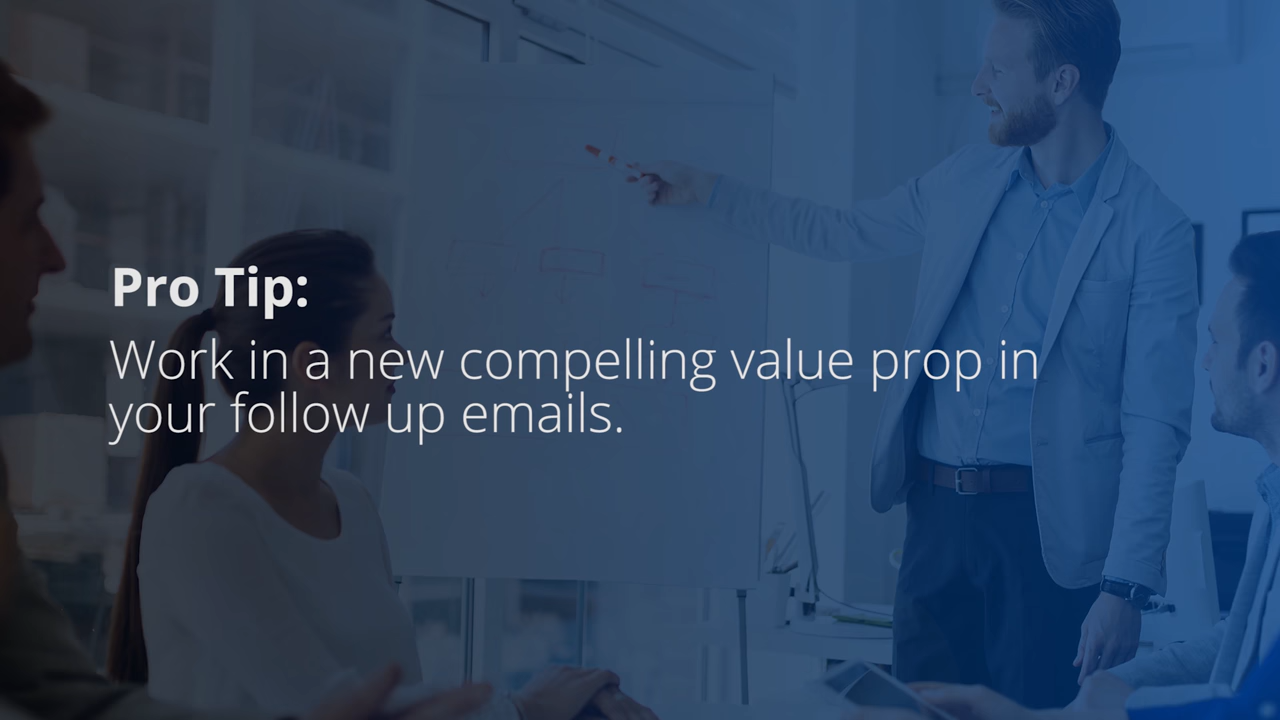 Pro Tip:
Work in a new compelling value prop in
your follow up emails.